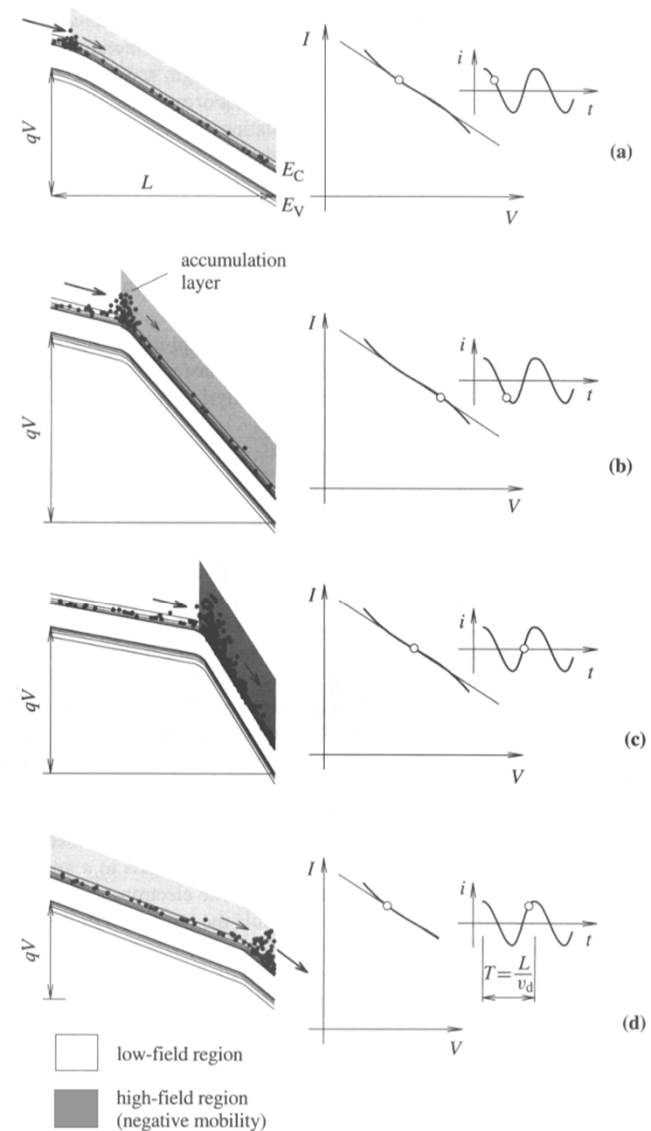 I
i
qV
L
E_C
E_V
t
V
(a)
accumulation
layer
I
i
qV
t
V
(b)
I
i
qV
t
V
(c)
I
i
qV
t
T = L/v_d
V
(d)
low-field region
high-field region
(negative mobility)